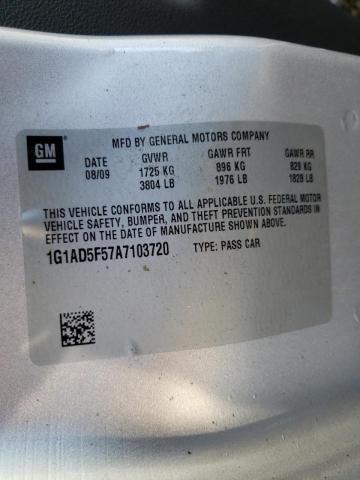 GM
MFD BY GENERAL MOTORS COMPANY
DATE GVWR GAWR FRT GAWR RR
08/09 1725 KG 896 KG 829 KG
3804 LB 1976 LB 1828 LB
THIS VEHICLE CONFORMS TO ALL APPLICABLE U.S. FEDERAL MOTOR
VEHICLE SAFETY, BUMPER, AND THEFT PREVENTION STANDARDS IN
EFFECT ON THE DATE OF MANUFACTURE SHOWN ABOVE.
1G1AD5F57A7103720 TYPE: PASS CAR